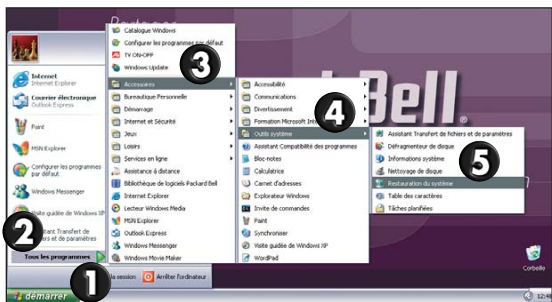 Internet
Internet Explorer
Courrier électronique
Outlook Express
Paint
MSN Explorer
Configurer les programmes
par défaut
Windows Messenger
Visite guidée de Windows XP
et de paramètres
Tous les programmes
la session
Arrêter l'ordinateur
démarrer
1
2
Catalogue Windows
Configurer les programmes par défaut
TV ON-OFF
Windows Update
3
Accessoires
Bureautique Personnelle
Démarrage
Internet et Sécurité
Jeux
Loisirs
Services en ligne
Assistance à distance
Bibliothèque de logiciels Packard Bell
Internet Explorer
Lecteur Windows Media
MSN Explorer
Outlook Express
Windows Messenger
Windows Movie Maker
Accessibilité
Communications
Divertissement
Formation Microsoft
4
Outils système
Assistant Compatibilité des programmes
Bloc-notes
Calculatrice
Carnet d'adresses
Explorateur Windows
Invite de commandes
Paint
Synchroniser
Visite guidée de Windows XP
WordPad
Assistant Transfert de fichiers et de paramètres
Défragmenteur de disque
Informations système
Nettoyage de disque
5
Restauration du système
Table des caractères
Tâches planifiées
Bell
Corbeille
12:48